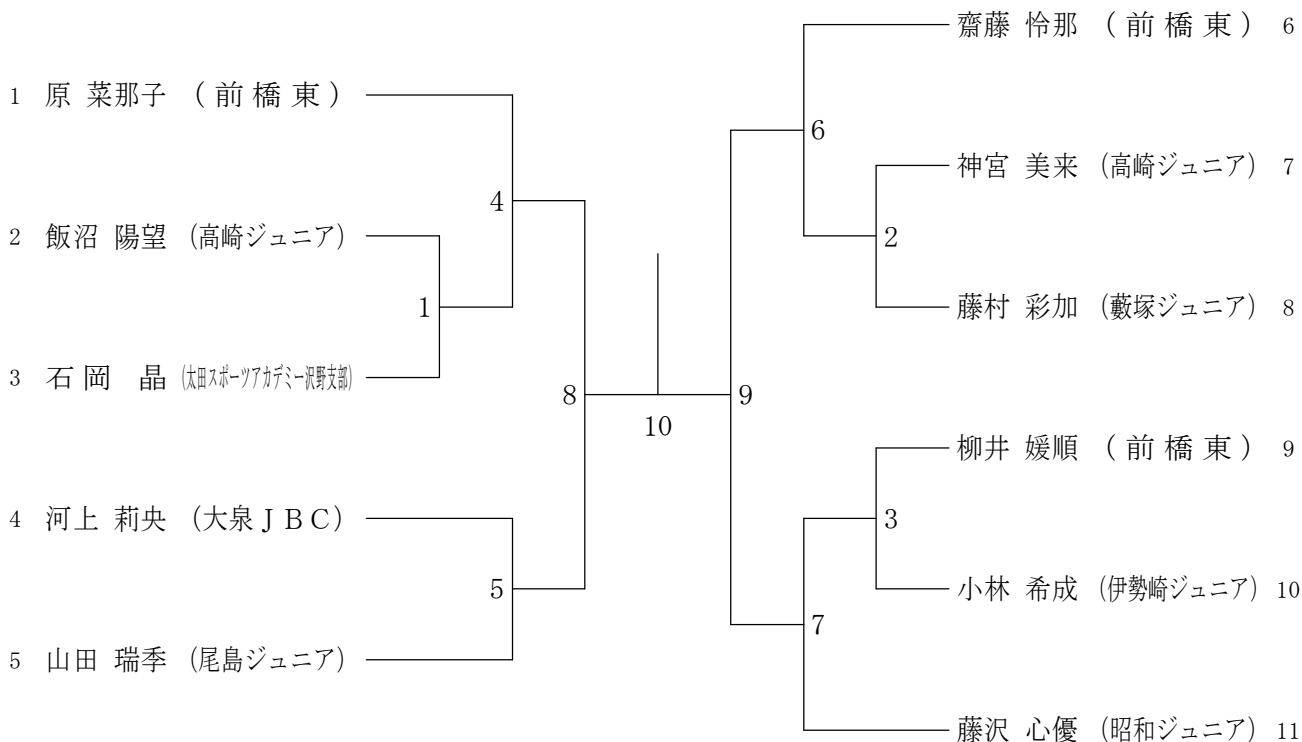 1 原 菜那子 (前橋東)
2 飯沼 陽望 (高崎ジュニア)
3 石岡 晶 (太田スポーツアカデミー沢野支部)
4 河上 莉央 (大泉ＪＢＣ)
5 山田 瑞季 (尾島ジュニア)
4
1
8
5
10
9
6
2
3
7
齋藤 怜那 (前橋東) 6
神宮 美来 (高崎ジュニア) 7
藤村 彩加 (藪塚ジュニア) 8
柳井 媛順 (前橋東) 9
小林 希成 (伊勢崎ジュニア) 10
藤沢 心優 (昭和ジュニア) 11